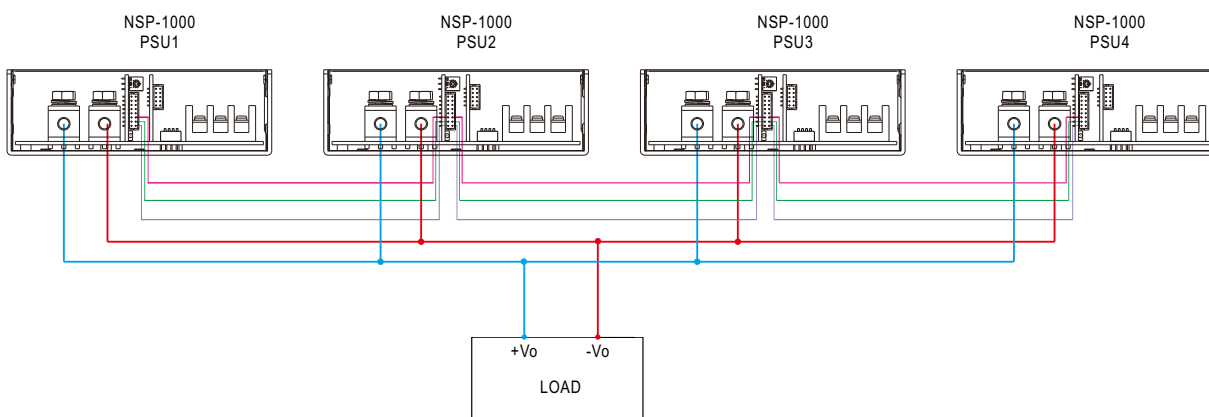 NSP-1000 NSP-1000 NSP-1000 NSP-1000
PSU1 PSU2 PSU3 PSU4
+Vo -Vo
LOAD